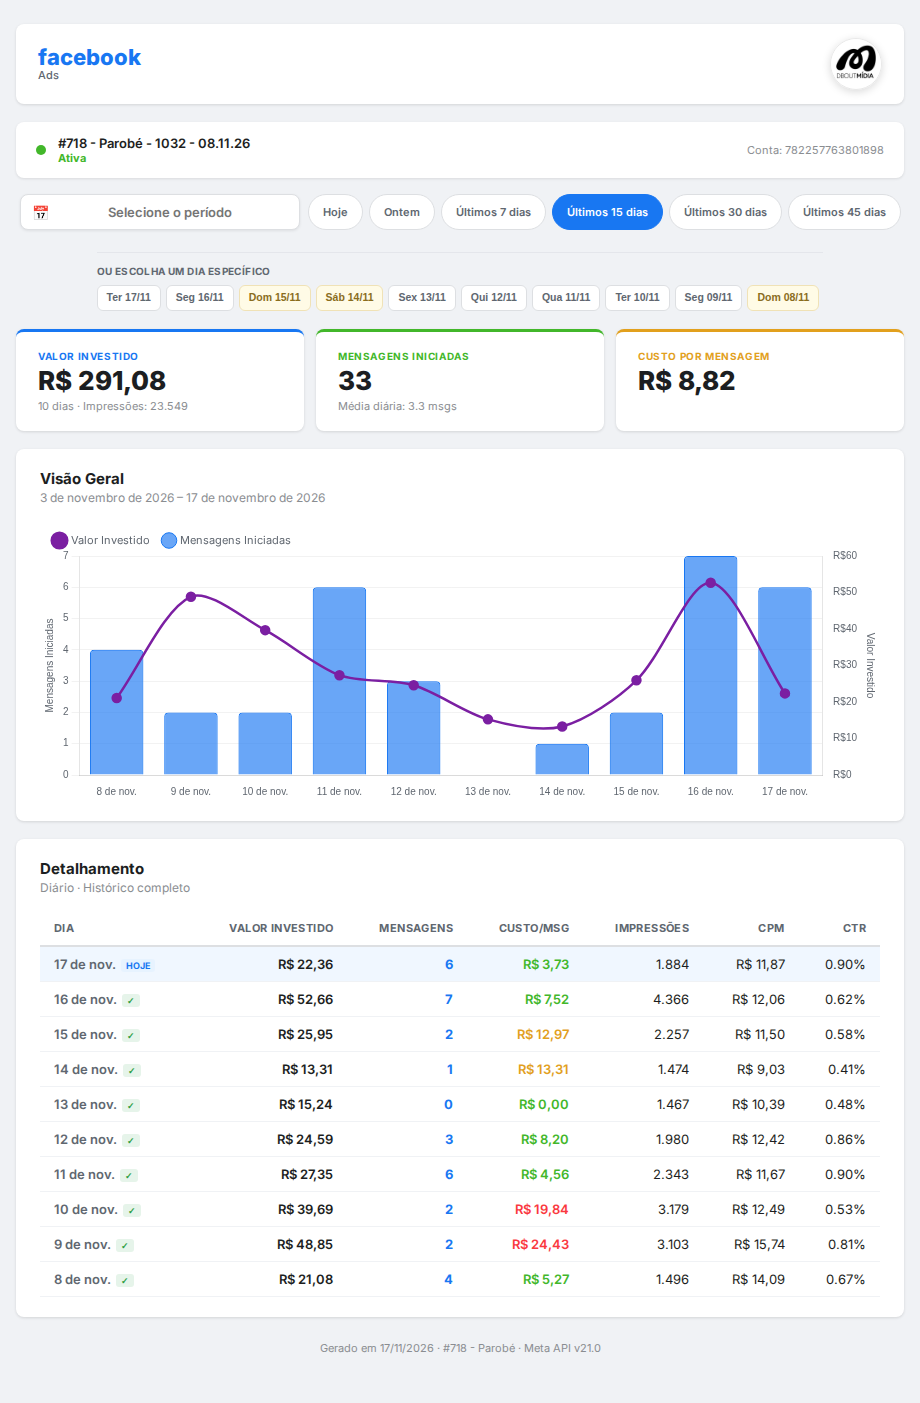 facebook
Ads
DBOUTMÍDIA
#718 - Parobé - 1032 - 08.11.26
Ativa
Conta: 782257763801898
Selecione o período
Hoje
Ontem
Últimos 7 dias
Últimos 15 dias
Últimos 30 dias
Últimos 45 dias
OU ESCOLHA UM DIA ESPECÍFICO
Ter 17/11
Seg 16/11
Dom 15/11
Sáb 14/11
Sex 13/11
Qui 12/11
Qua 11/11
Ter 10/11
Seg 09/11
Dom 08/11
VALOR INVESTIDO
R$ 291,08
10 dias · Impressões: 23.549
MENSAGENS INICIADAS
33
Média diária: 3.3 msgs
CUSTO POR MENSAGEM
R$ 8,82
Visão Geral
3 de novembro de 2026 – 17 de novembro de 2026
Valor Investido
Mensagens Iniciadas
Mensagens Iniciadas
7
6
5
4
3
2
1
0
R$60
R$50
R$40
R$30
R$20
R$10
R$0
Valor Investido
8 de nov.
9 de nov.
10 de nov.
11 de nov.
12 de nov.
13 de nov.
14 de nov.
15 de nov.
16 de nov.
17 de nov.
Detalhamento
Diário · Histórico completo
DIA VALOR INVESTIDO MENSAGENS CUSTO/MSG IMPRESSÕES CPM CTR
17 de nov. HOJE R$ 22,36 6 R$ 3,73 1.884 R$ 11,87 0.90%
16 de nov. ✓ R$ 52,66 7 R$ 7,52 4.366 R$ 12,06 0.62%
15 de nov. ✓ R$ 25,95 2 R$ 12,97 2.257 R$ 11,50 0.58%
14 de nov. ✓ R$ 13,31 1 R$ 13,31 1.474 R$ 9,03 0.41%
13 de nov. ✓ R$ 15,24 0 R$ 0,00 1.467 R$ 10,39 0.48%
12 de nov. ✓ R$ 24,59 3 R$ 8,20 1.980 R$ 12,42 0.86%
11 de nov. ✓ R$ 27,35 6 R$ 4,56 2.343 R$ 11,67 0.90%
10 de nov. ✓ R$ 39,69 2 R$ 19,84 3.179 R$ 12,49 0.53%
9 de nov. ✓ R$ 48,85 2 R$ 24,43 3.103 R$ 15,74 0.81%
8 de nov. ✓ R$ 21,08 4 R$ 5,27 1.496 R$ 14,09 0.67%
Gerado em 17/11/2026 · #718 - Parobé · Meta API v21.0